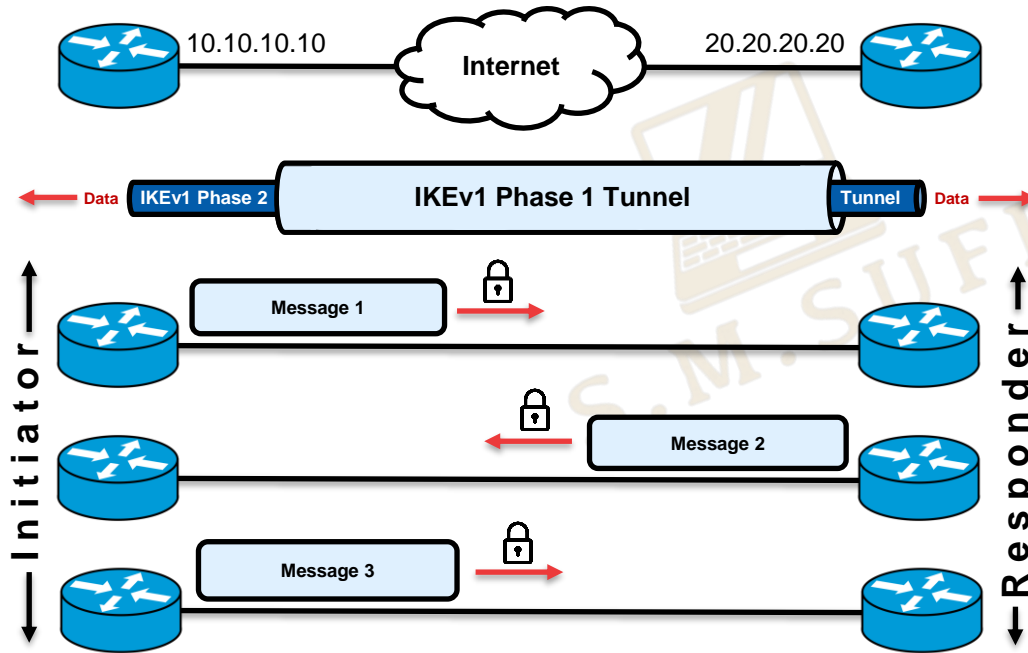 10.10.10.10
Internet
20.20.20.20
Data
IKEv1 Phase 2
IKEv1 Phase 1 Tunnel
Tunnel
Data
Initiator
Responder
Message 1
Message 2
Message 3